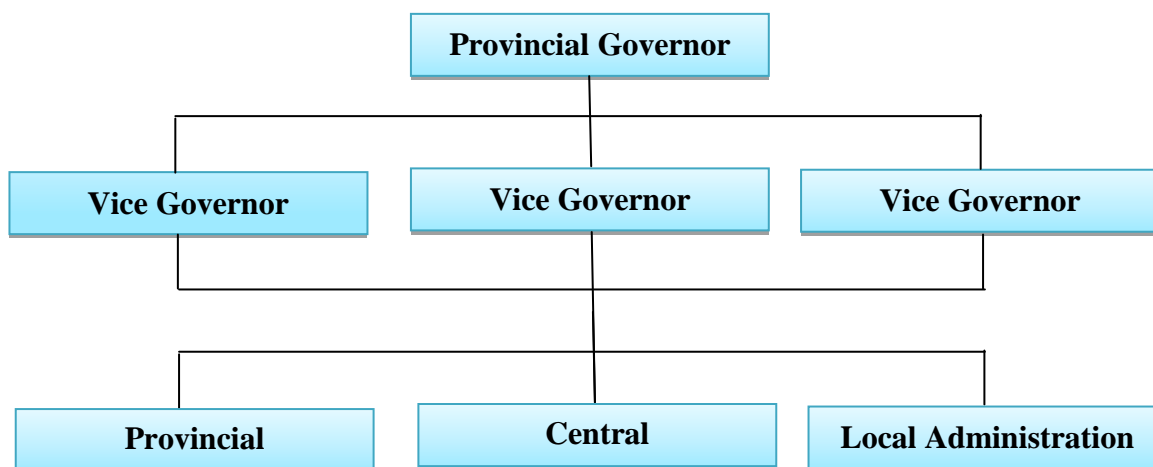 Provincial Governor
Vice Governor
Vice Governor
Vice Governor
Provincial
Central
Local Administration